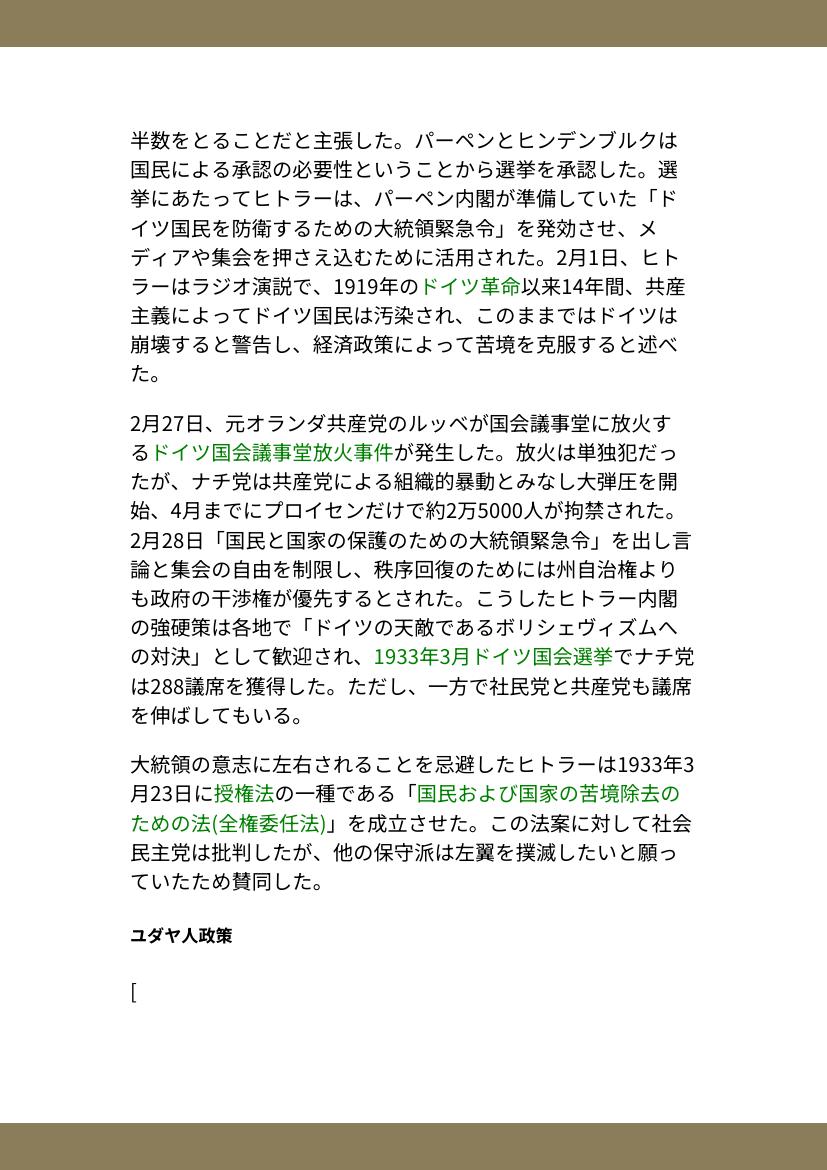 半数をとることだと主張した。パーペンとヒンデンブルクは
国民による承認の必要性ということから選挙を承認した。選
挙にあたってヒトラーは、パーペン内閣が準備していた「ド
イツ国民を防衛するための大統領緊急令」を発効させ、メ
ディアや集会を押さえ込むために活用された。2月1日、ヒト
ラーはラジオ演説で、1919年のドイツ革命以来14年間、共産
主義によってドイツ国民は汚染され、このままではドイツは
崩壊すると警告し、経済政策によって苦境を克服すると述べ
た。
2月27日、元オランダ共産党のルッベが国会議事堂に放火す
るドイツ国会議事堂放火事件が発生した。放火は単独犯だっ
たが、ナチ党は共産党による組織的暴動とみなし大弾圧を開
始、4月までにプロイセンだけで約2万5000人が拘禁された。
2月28日「国民と国家の保護のための大統領緊急令」を出し言
論と集会の自由を制限し、秩序回復のためには州自治権より
も政府の干渉権が優先するとされた。こうしたヒトラー内閣
の強硬策は各地で「ドイツの天敵であるボリシェヴィズムへ
の対決」として歓迎され、1933年3月ドイツ国会選挙でナチ党
は288議席を獲得した。ただし、一方で社民党と共産党も議席
を伸ばしてもいる。
大統領の意志に左右されることを忌避したヒトラーは1933年3
月23日に授権法の一種である「国民および国家の苦境除去の
ための法(全権委任法)」を成立させた。この法案に対して社会
民主党は批判したが、他の保守派は左翼を撲滅したいと願っ
ていたため賛同した。
ユダヤ人政策
[